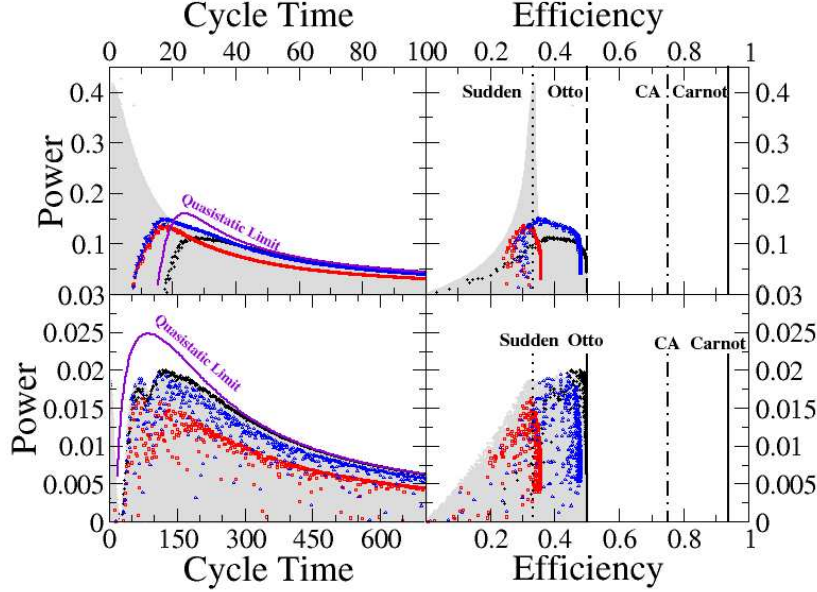 Cycle Time Efficiency
0 20 40 60 80 100 0.2 0.4 0.6 0.8 1
Power
0.4
0.3
0.2
0.1
0.03
Quasistatic Limit
Sudden Otto CA Carnot
0.4
0.3
0.2
0.1
0.03
Power
0.025
0.02
0.015
0.01
0.005
0
Quasistatic Limit
Sudden Otto CA Carnot
0.025
0.02
0.015
0.01
0.005
0
0 150 300 450 600 0.2 0.4 0.6 0.8 1
Cycle Time Efficiency